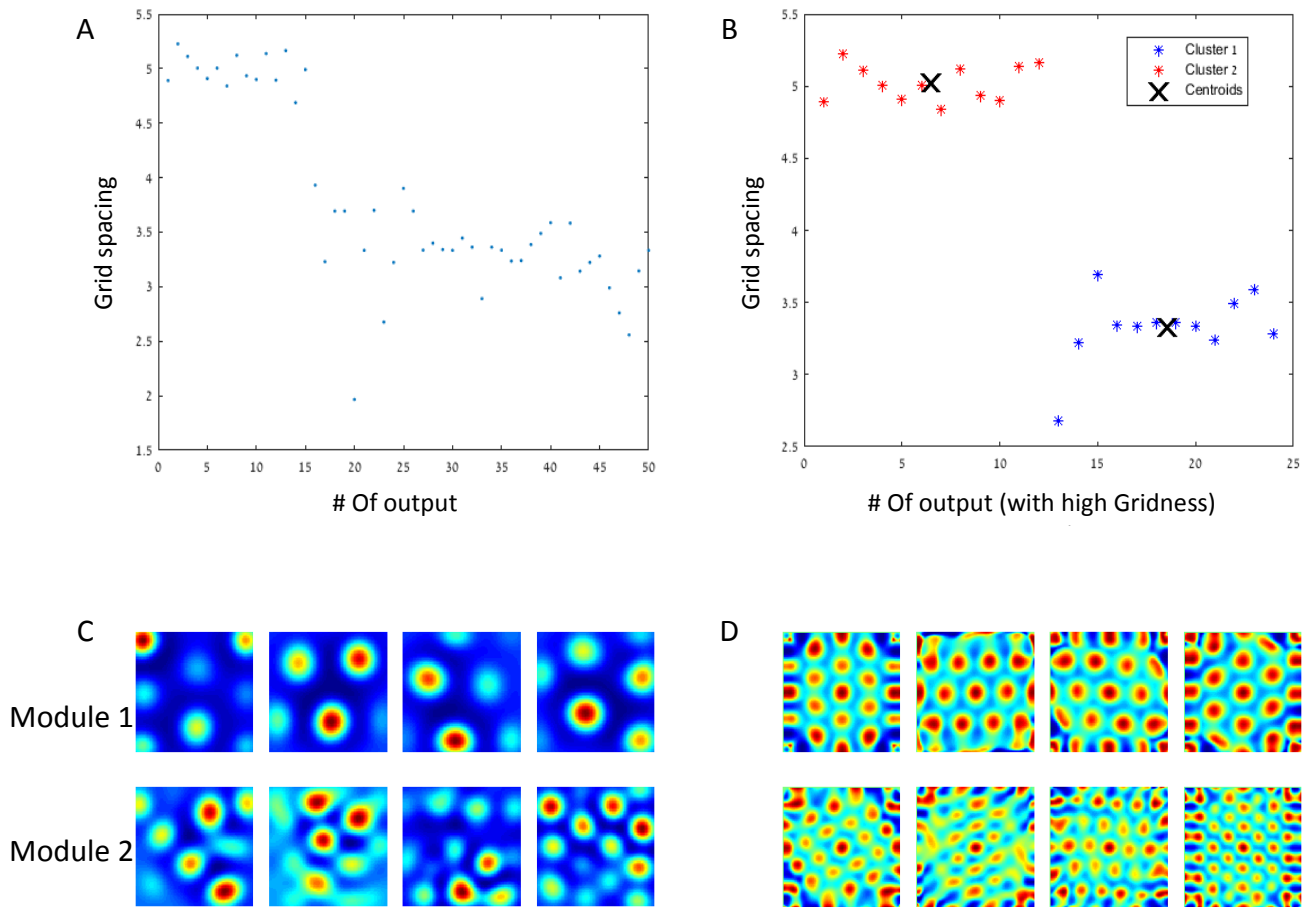 A
5.5
5
4.5
4
3.5
3
2.5
2
1.5
Grid spacing
0 5 10 15 20 25 30 35 40 45 50
# Of output
B
5.5
5
4.5
4
3.5
3
2.5
Grid spacing
Cluster 1
Cluster 2
Centroids
0 5 10 15 20 25
# Of output (with high Gridness)
C
D
Module 1
Module 2